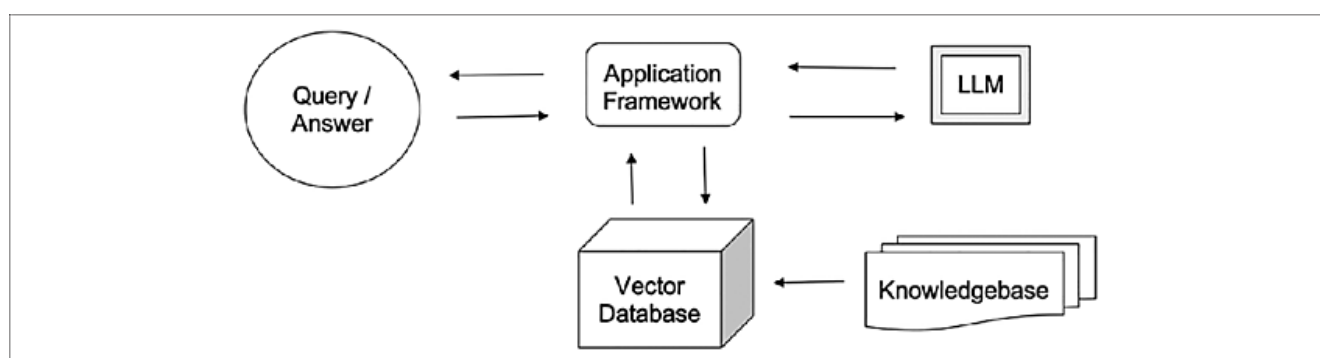 Query /
Answer
Application
Framework
LLM
Vector
Database
Knowledgebase